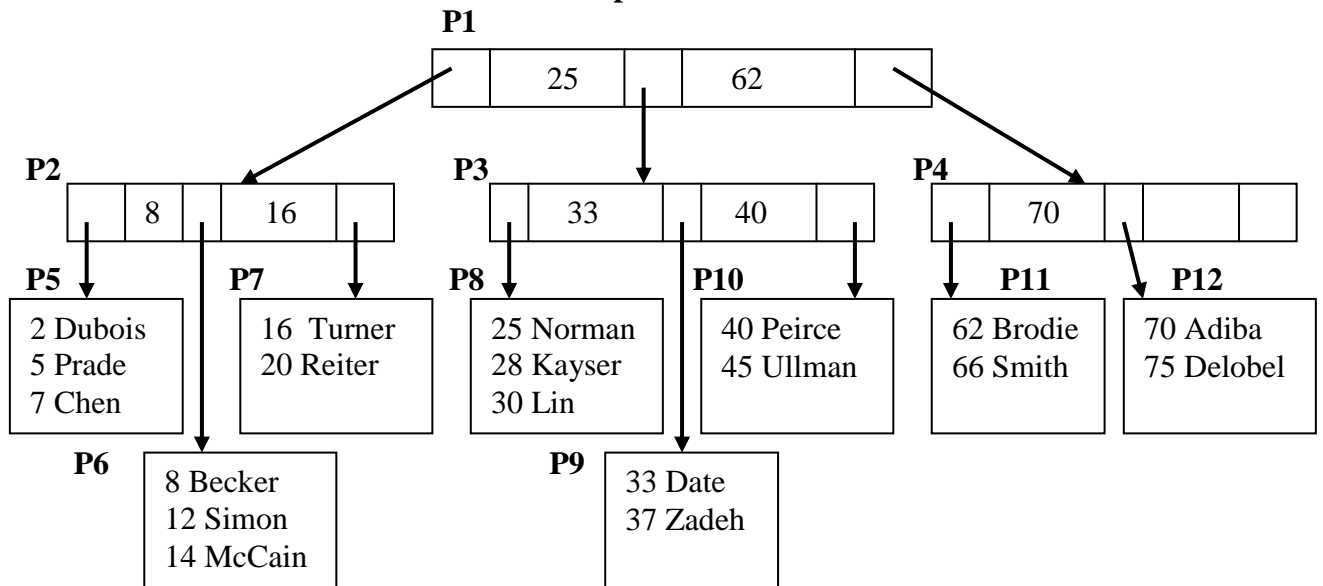 P1
25 62
P2 P3 P4
8 16 33 40 70
P5 P7 P8 P10 P11 P12
2 Dubois
5 Prade
7 Chen
16 Turner
20 Reiter
25 Norman
28 Kayser
30 Lin
40 Peirce
45 Ullman
62 Brodie
66 Smith
70 Adiba
75 Delobel
P6 P9
8 Becker
12 Simon
14 McCain
33 Date
37 Zadeh